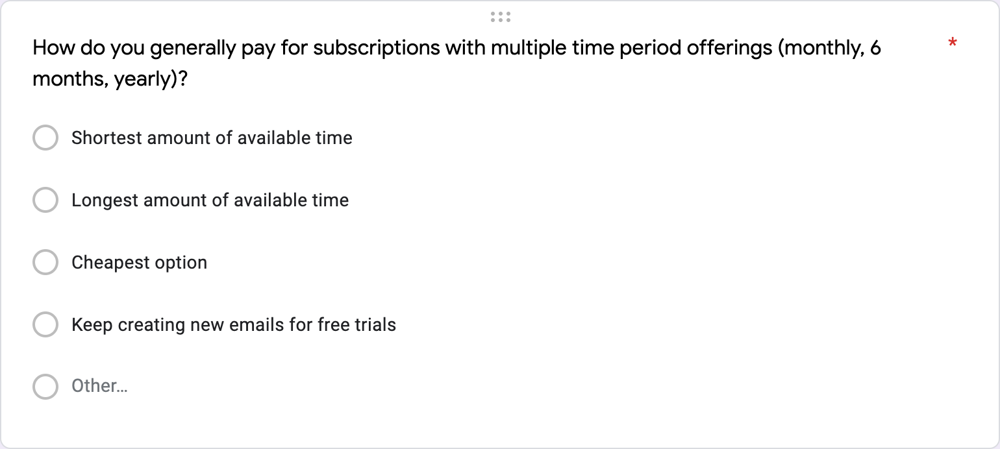 How do you generally pay for subscriptions with multiple time period offerings (monthly, 6 *
months, yearly)?
Shortest amount of available time
Longest amount of available time
Cheapest option
Keep creating new emails for free trials
Other...